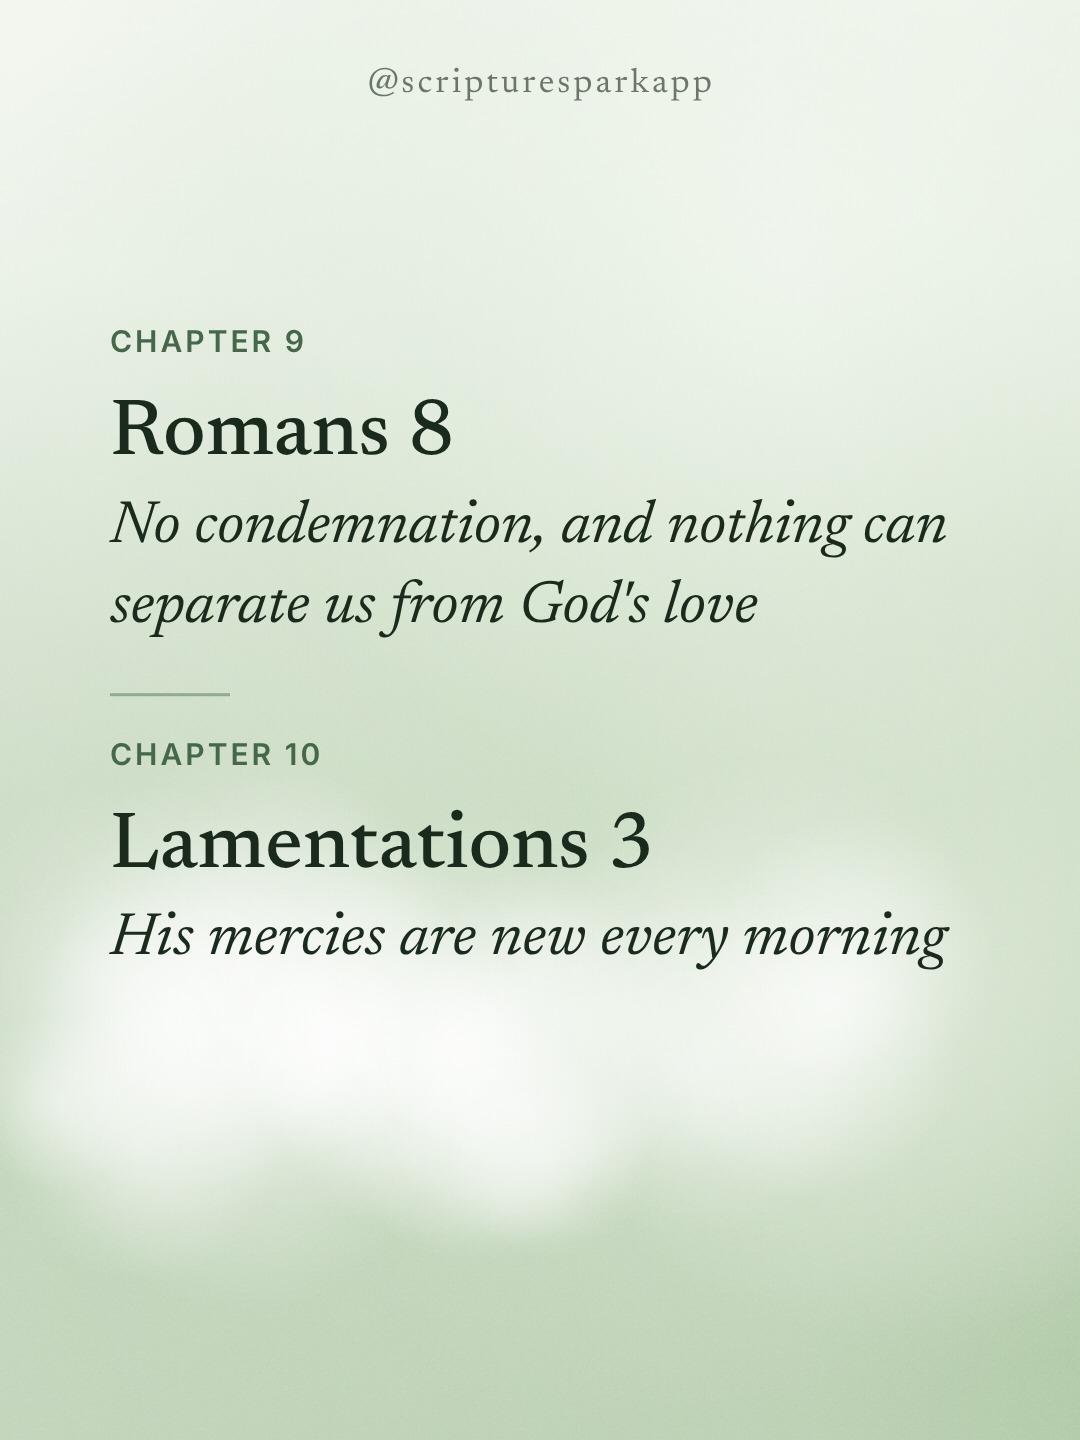 @scripturesparkapp
CHAPTER 9
Romans 8
No condemnation, and nothing can
separate us from God's love
CHAPTER 10
Lamentations 3
His mercies are new every morning